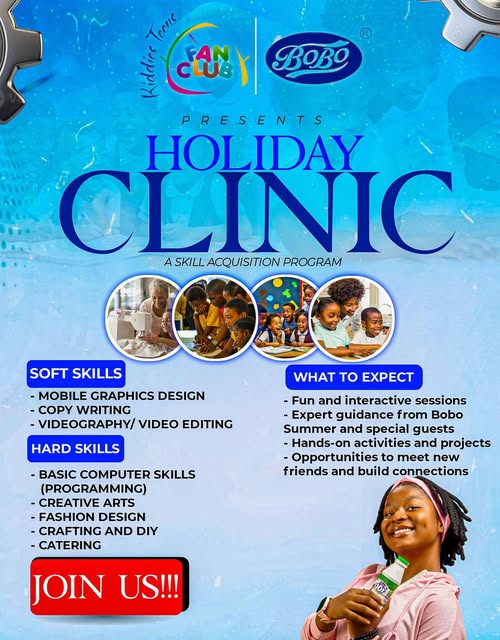 Kiddies Teens
FAN
CLUB
BOBO
®
PRESENTS
HOLIDAY
CLINIC
A SKILL ACQUISITION PROGRAM
SOFT SKILLS
- MOBILE GRAPHICS DESIGN
- COPY WRITING
- VIDEOGRAPHY/ VIDEO EDITING
HARD SKILLS
- BASIC COMPUTER SKILLS
(PROGRAMMING)
- CREATIVE ARTS
- FASHION DESIGN
- CRAFTING AND DIY
- CATERING
WHAT TO EXPECT
- Fun and interactive sessions
- Expert guidance from Bobo
Summer and special guests
- Hands-on activities and projects
- Opportunities to meet new
friends and build connections
JOIN US!!!